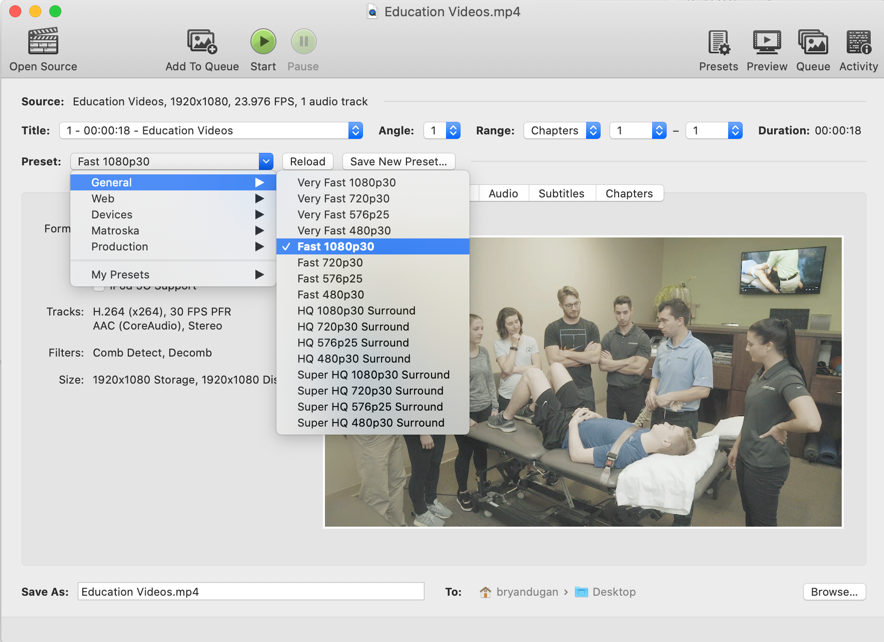 Education Videos.mp4
Open Source
Add To Queue
Start
Pause
Presets
Preview
Queue
Activity
Source: Education Videos, 1920x1080, 23.976 FPS, 1 audio track
Title: 1 - 00:00:18 - Education Videos
Angle: 1
Range: Chapters 1 – 1
Duration: 00:00:18
Preset: Fast 1080p30
Reload
Save New Preset...
General
Web
Devices
Matroska
Production
My Presets
Very Fast 1080p30
Very Fast 720p30
Very Fast 576p25
Very Fast 480p30
✓ Fast 1080p30
Fast 720p30
Fast 576p25
Fast 480p30
HQ 1080p30 Surround
HQ 720p30 Surround
HQ 576p25 Surround
HQ 480p30 Surround
Super HQ 1080p30 Surround
Super HQ 720p30 Surround
Super HQ 576p25 Surround
Super HQ 480p30 Surround
Audio
Subtitles
Chapters
Form
iPod 5G Support
Tracks: H.264 (x264), 30 FPS PFR
AAC (CoreAudio), Stereo
Filters: Comb Detect, Decomb
Size: 1920x1080 Storage, 1920x1080 Dis
Save As: Education Videos.mp4
To: bryandugan › Desktop
Browse...